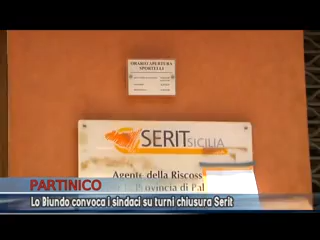 ORARIO APERTURA
SPORTELLI
SERIT SICILIA
Agente della Riscoss
Provincia di Pal
PARTINICO
Lo Biundo convoca i sindaci su turni chiusura Serit